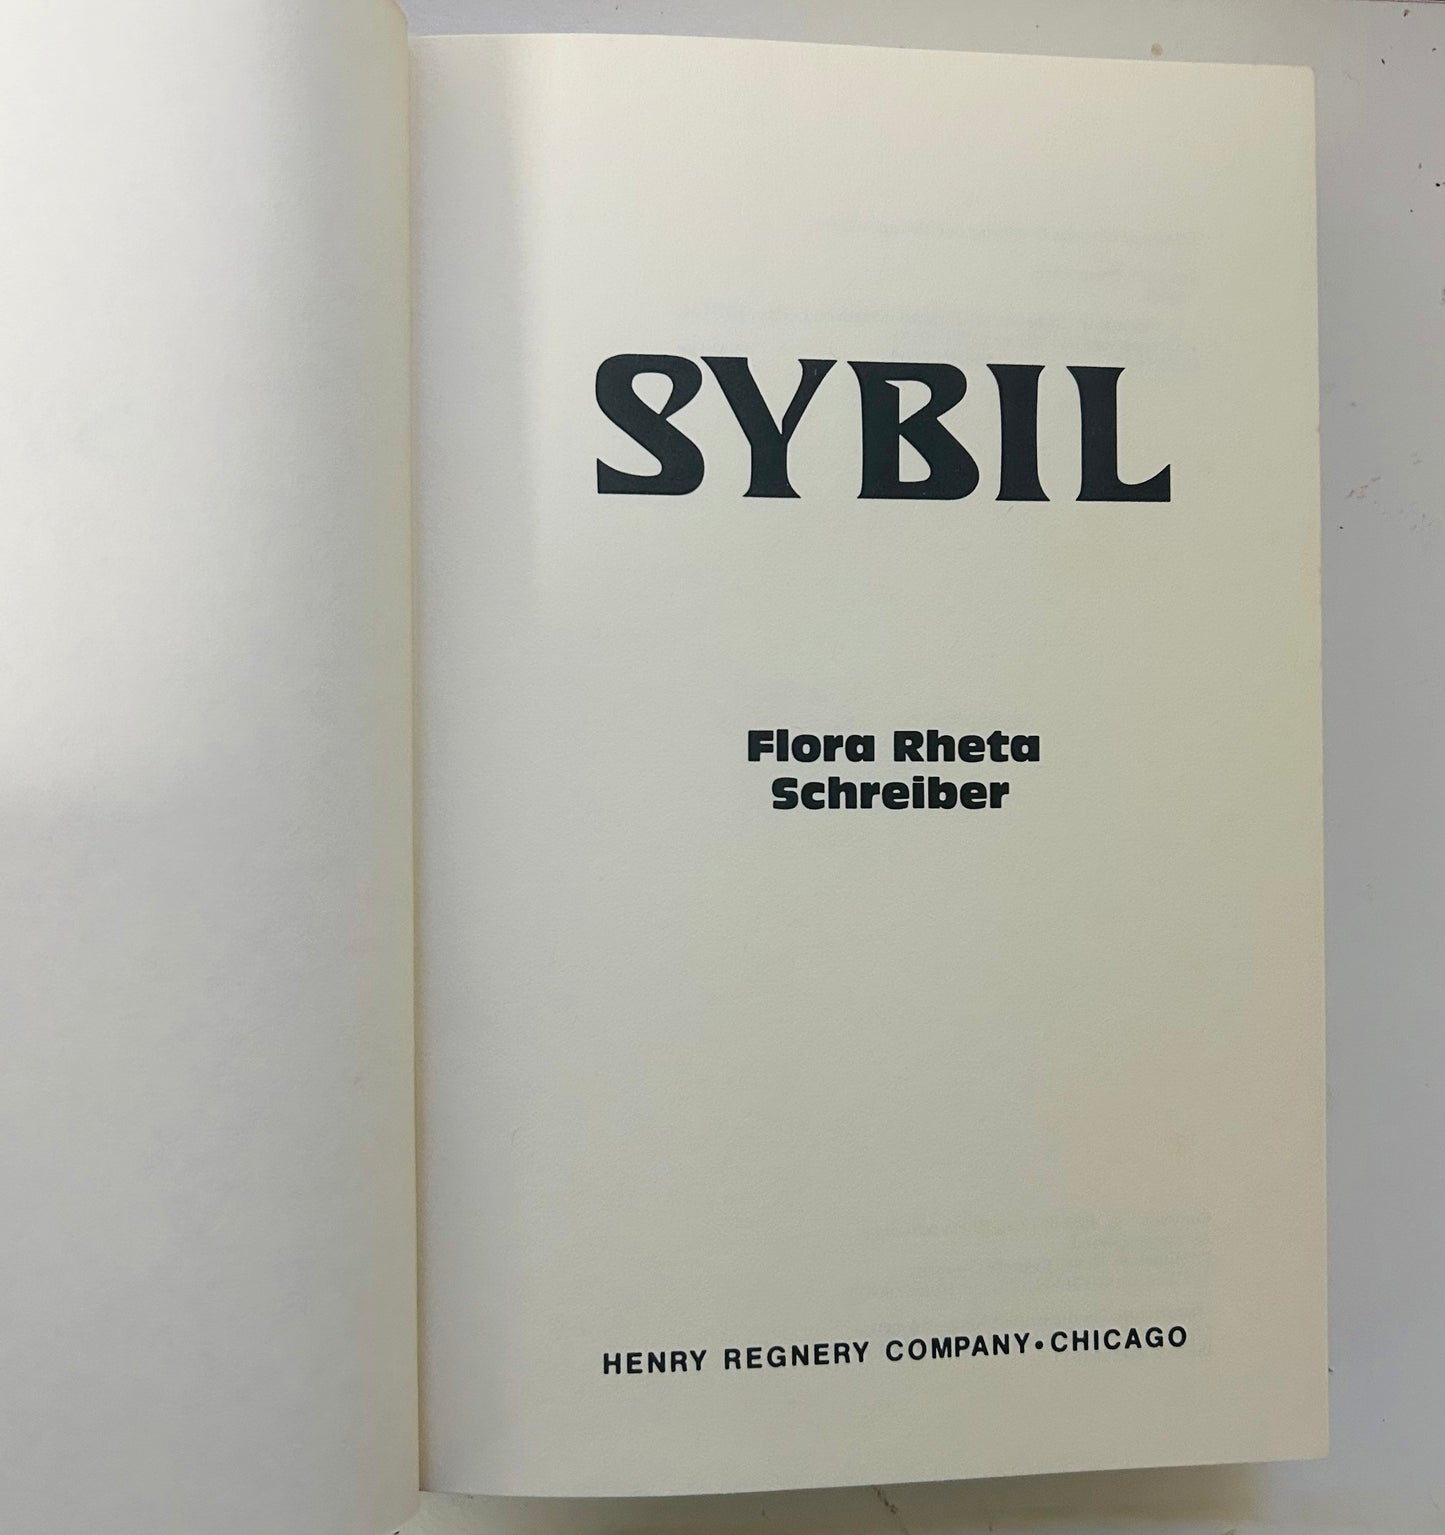 SYBIL
Flora Rheta
Schreiber
HENRY REGNERY COMPANY•CHICAGO